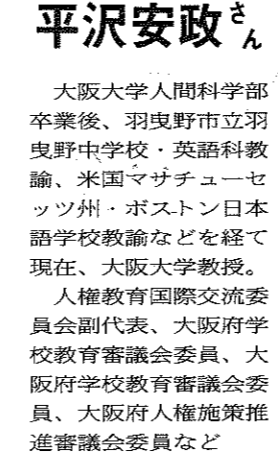 平沢安政さん
大阪大学人間科学部
卒業後、羽曳野市立羽
曳野中学校・英語科教
諭、米国マサチューセ
ッツ州・ボストン日本
語学校教諭などを経て
現在、大阪大学教授。
人権教育国際交流委
員会副代表、大阪府学
校教育審議会委員、大
阪府学校教育審議会委
員、大阪府人権施策推
進審議会委員など